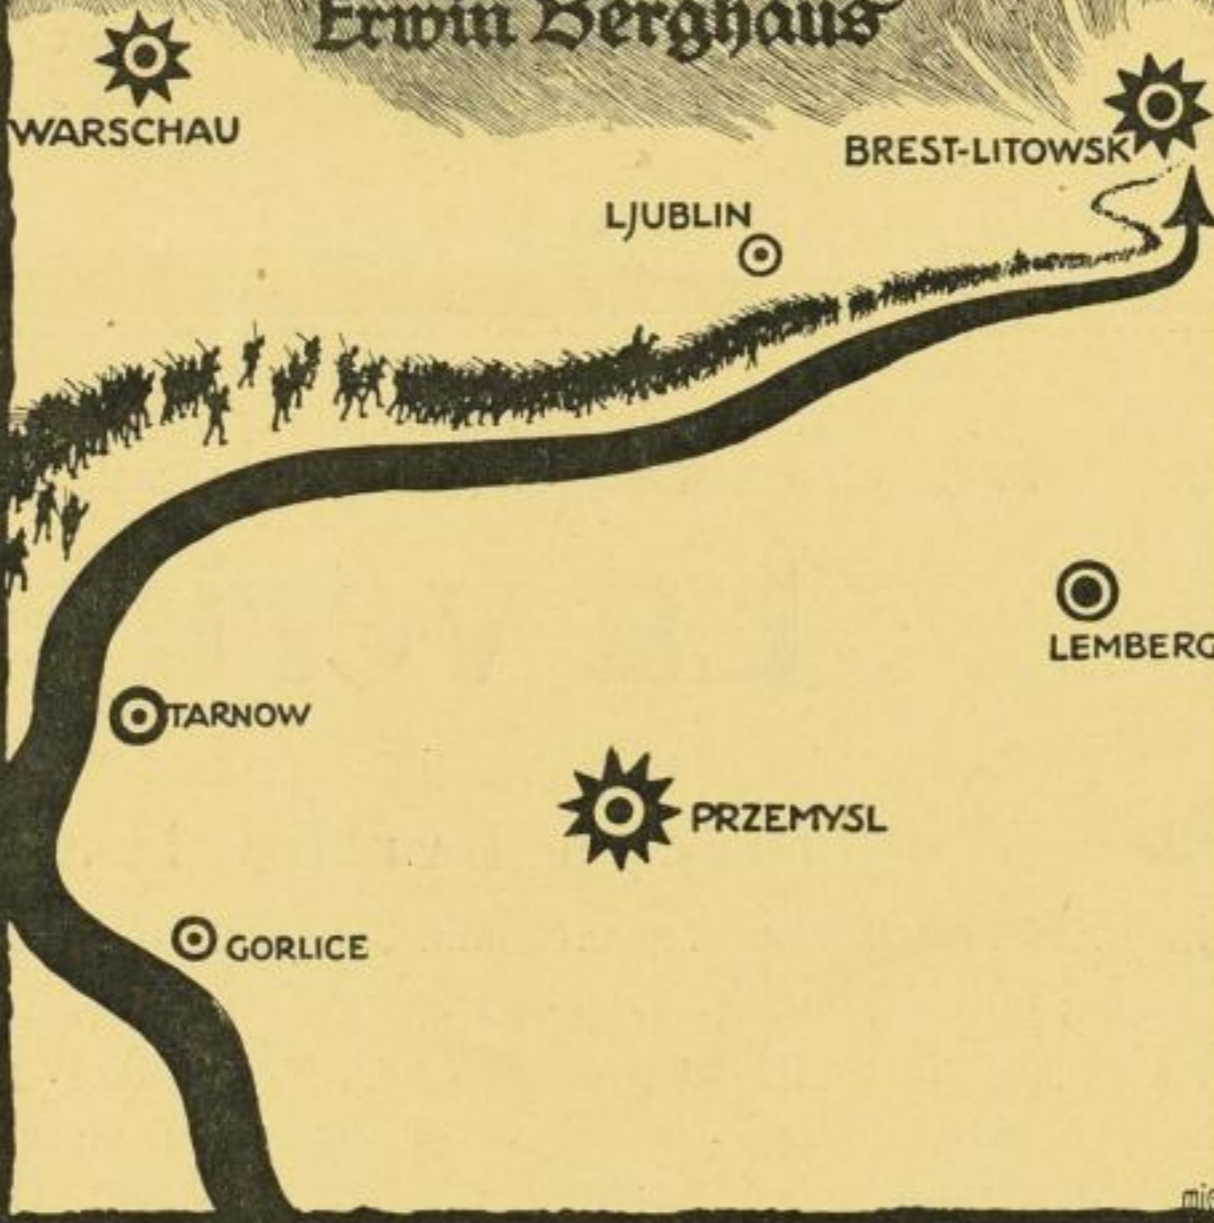 Erwin Berghaus
WARSCHAU
BREST-LITOWSK
LJUBLIN
LEMBERG
TARNOW
PRZEMYSL
GORLICE